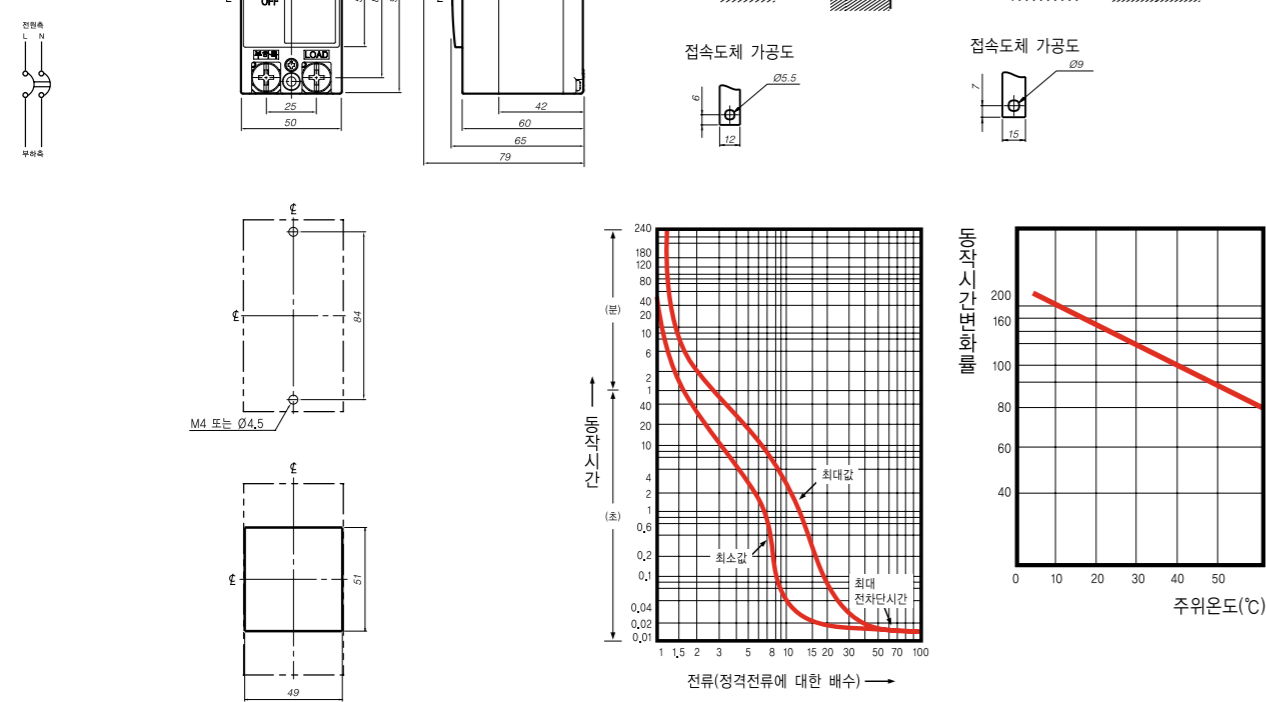 전원측
L N
부하측
OFF
부하측
LOAD
25
50
42
60
65
79
접속도체 가공도
Ø5.5
6
12
접속도체 가공도
Ø9
7
15
℄
℄
84
M4 또는 Ø4.5
℄
℄
51
49
동작시간
(분)
(초)
240
180
120
80
40
20
10
6
2
1
40
20
10
4
2
1
0.6
0.2
0.1
0.04
0.02
0.01
최대값
최소값
최대
전차단시간
1 1.5 2 3 5 8 10 15 20 30 50 70 100
전류(정격전류에 대한 배수)
동작시간변화률
200
160
100
80
60
40
0 10 20 30 40 50
주위온도(℃)